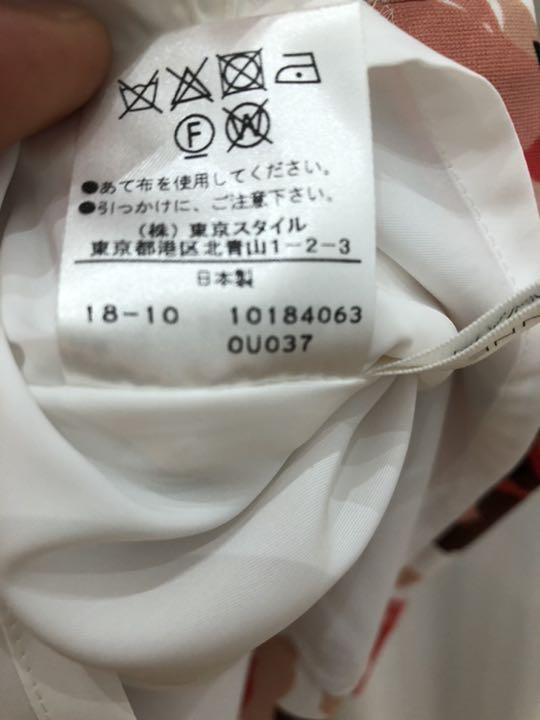 F W
●あて布を使用してください。
●引っかけに、ご注意下さい。
(株)東京スタイル
東京都港区北青山1-2-3
日本製
18-10 10184063
0U037